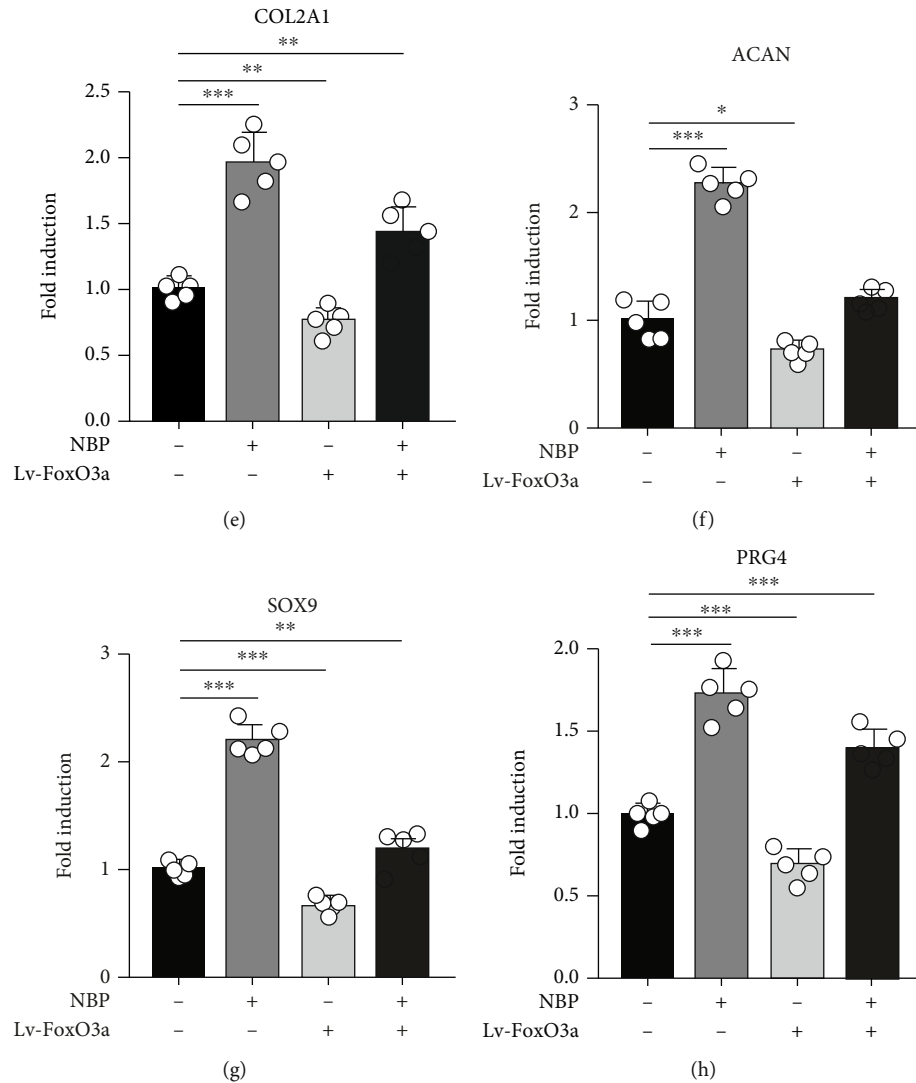 COL2A1
**
**
***
2.5
2.0
1.5
1.0
0.5
0.0
Fold induction
NBP – + – +
Lv-FoxO3a – – + +
(e)
ACAN
*
***
3
2
1
0
Fold induction
NBP – + – +
Lv-FoxO3a – – + +
(f)
SOX9
**
***
***
3
2
1
0
Fold induction
NBP – + – +
Lv-FoxO3a – – + +
(g)
PRG4
***
***
***
2.0
1.5
1.0
0.5
0.0
Fold induction
NBP – + – +
Lv-FoxO3a – – + +
(h)